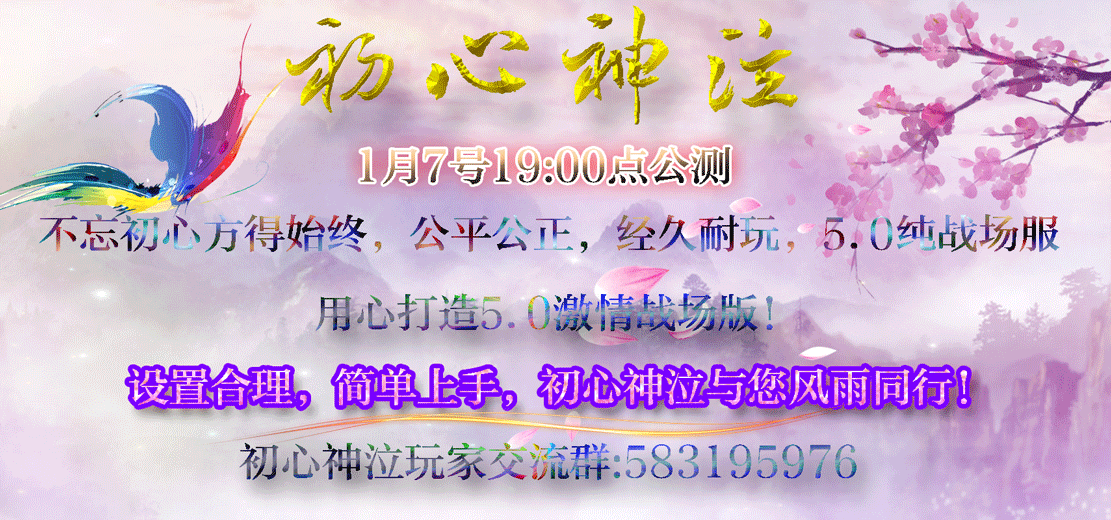 初心神泣
1月7号19:00点公测
不忘初心方得始终，公平公正，经久耐玩，5.0纯战场服
用心打造5.0激情战场版！
设置合理，简单上手，初心神泣与您风雨同行！
初心神泣玩家交流群:583195976